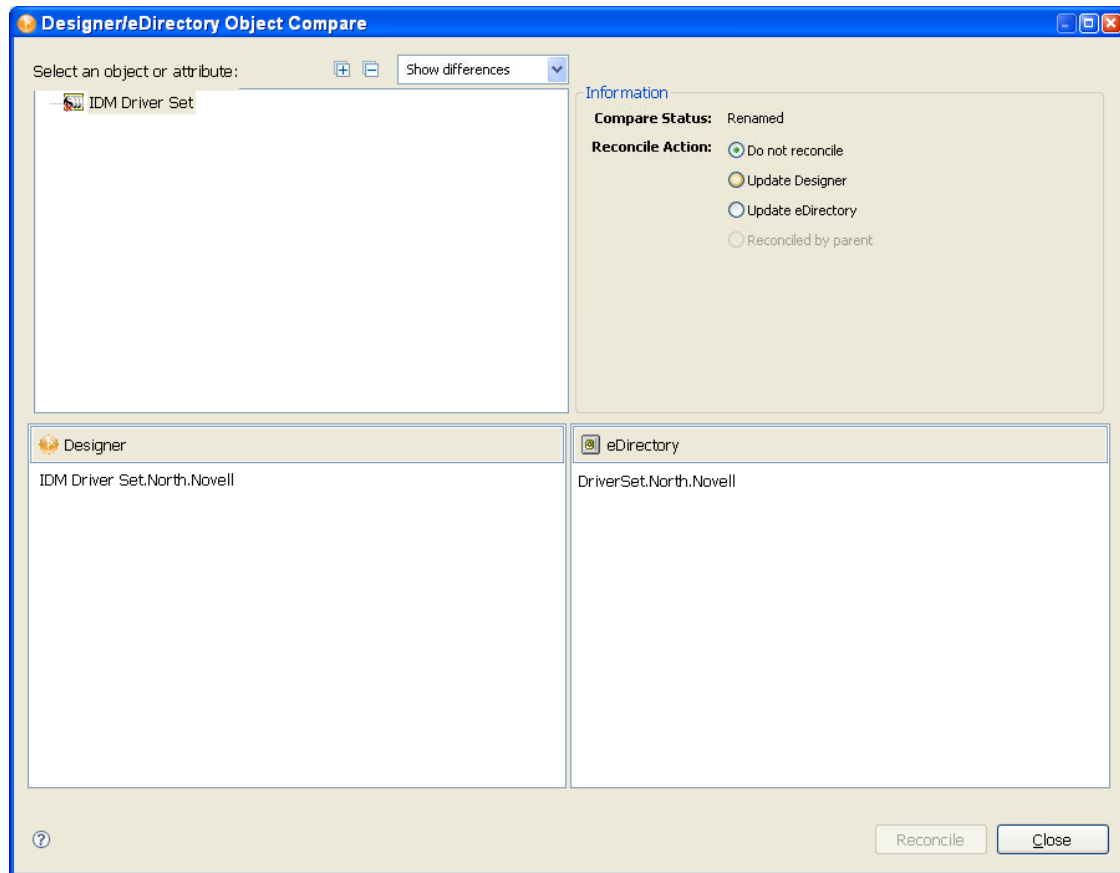 Designer/eDirectory Object Compare
Select an object or attribute:
Show differences
IDM Driver Set
Information
Compare Status: Renamed
Reconcile Action: Do not reconcile
Update Designer
Update eDirectory
Reconciled by parent
Designer
IDM Driver Set.North.Novell
eDirectory
DriverSet.North.Novell
?
Reconcile
Close